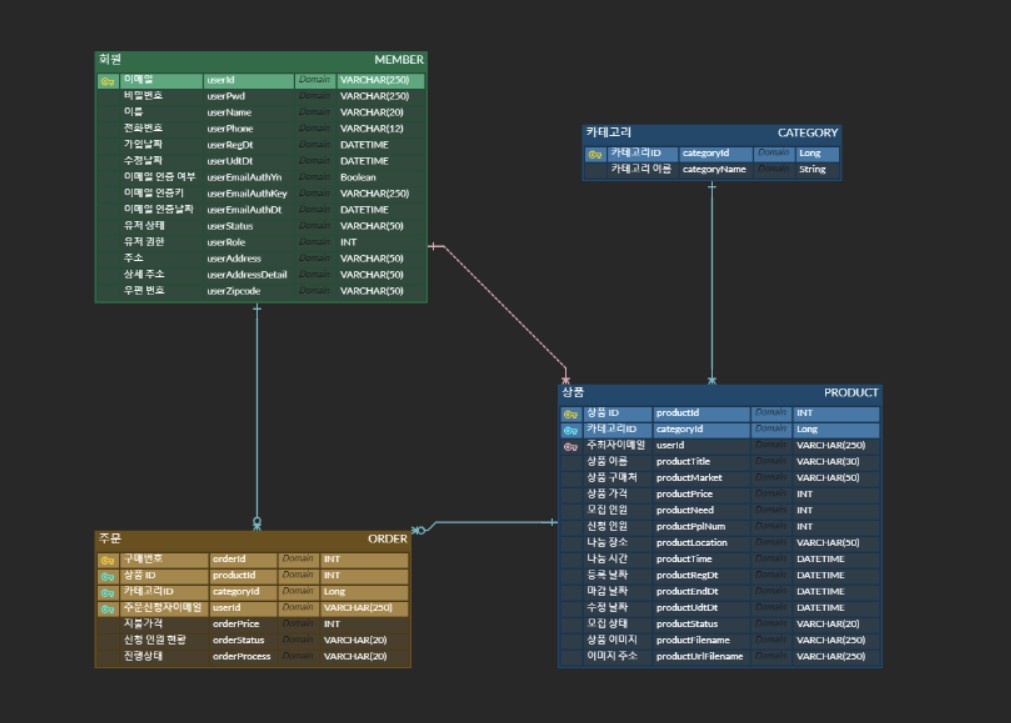 회원 MEMBER
이메일 userId Domain VARCHAR(250)
비밀번호 userPwd Domain VARCHAR(250)
이름 userName Domain VARCHAR(20)
전화번호 userPhone Domain VARCHAR(12)
가입날짜 userRegDt Domain DATETIME
수정날짜 userUdtDt Domain DATETIME
이메일 인증 여부 userEmailAuthYn Domain Boolean
이메일 인증키 userEmailAuthKey Domain VARCHAR(250)
이메일 인증날짜 userEmailAuthDt Domain DATETIME
유저 상태 userStatus Domain VARCHAR(50)
유저 권한 userRole Domain INT
주소 userAddress Domain VARCHAR(50)
상세 주소 userAddressDetail Domain VARCHAR(50)
우편 번호 userZipcode Domain VARCHAR(50)
카테고리 CATEGORY
카테고리ID categoryId Domain Long
카테고리 이름 categoryName Domain String
상품 PRODUCT
상품 ID productId Domain INT
카테고리ID categoryId Domain Long
주최자이메일 userId Domain VARCHAR(250)
상품 이름 productTitle Domain VARCHAR(30)
상품 구매처 productMarket Domain VARCHAR(50)
상품 가격 productPrice Domain INT
모집 인원 productNeed Domain INT
신청 인원 productPplNum Domain INT
나눔 장소 productLocation Domain VARCHAR(50)
나눔 시간 productTime Domain DATETIME
등록 날짜 productRegDt Domain DATETIME
마감 날짜 productEndDt Domain DATETIME
수정 날짜 productUdtDt Domain DATETIME
모집 상태 productStatus Domain VARCHAR(20)
상품 이미지 productFilename Domain VARCHAR(250)
이미지 주소 productUrlFilename Domain VARCHAR(250)
주문 ORDER
구매번호 orderId Domain INT
상품 ID productId Domain INT
카테고리ID categoryId Domain Long
주문신청자이메일 userId Domain VARCHAR(250)
지불가격 orderPrice Domain INT
신청 인원 현황 orderStatus Domain VARCHAR(20)
진행상태 orderProcess Domain VARCHAR(20)